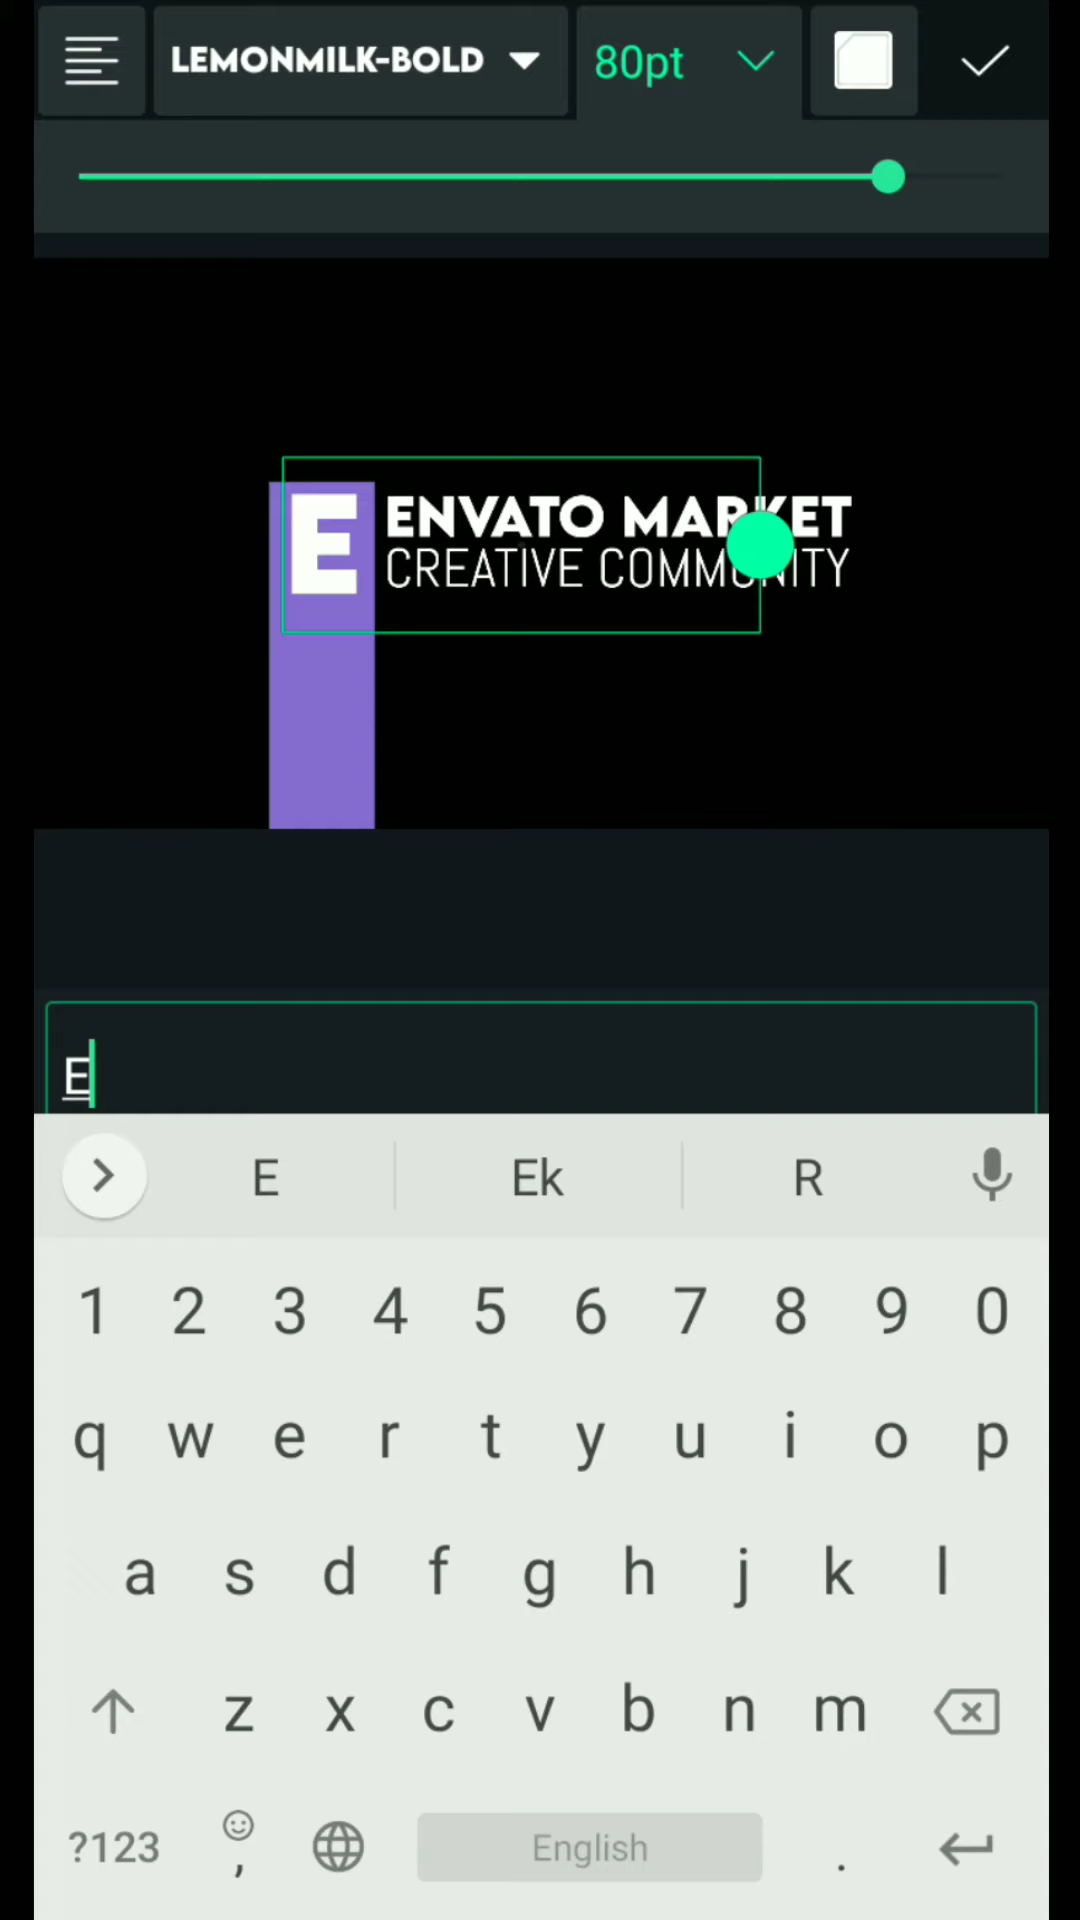 LEMONMILK-BOLD 80pt
E ENVATO MARKET
CREATIVE COMMUNITY
E
E Ek R
1 2 3 4 5 6 7 8 9 0
q w e r t y u i o p
a s d f g h j k l
z x c v b n m
?123 , English .